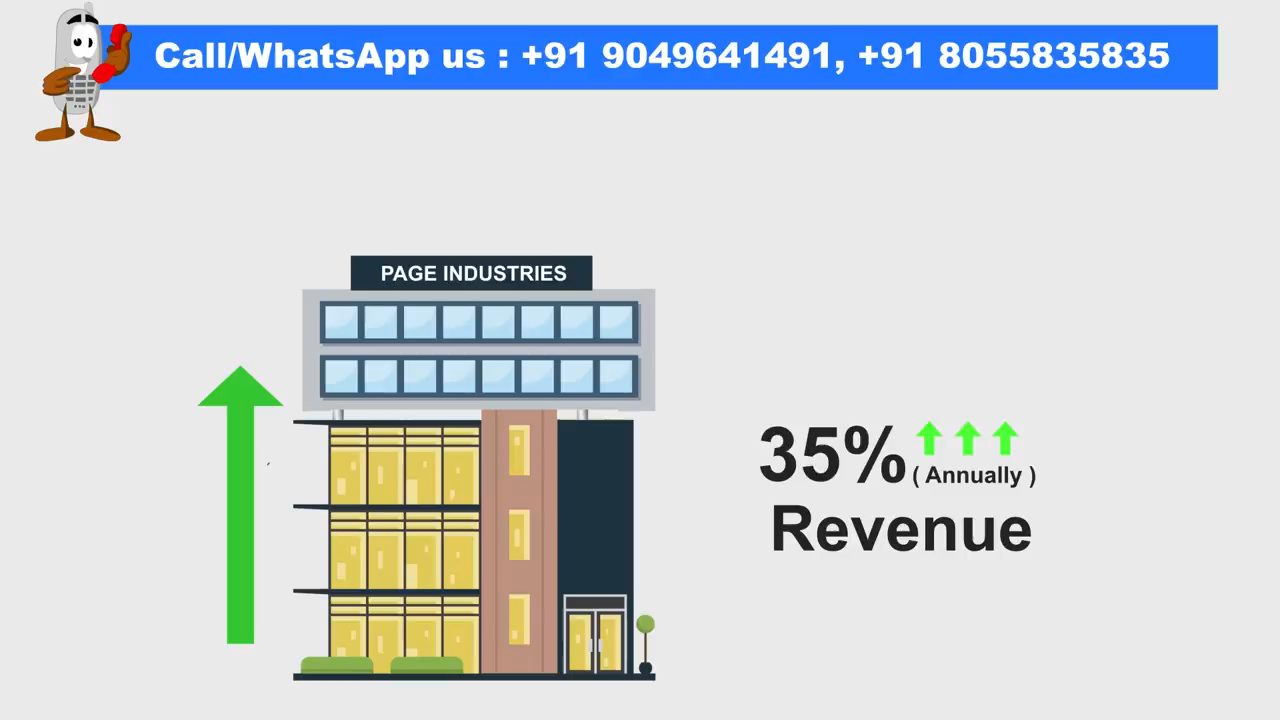 Call/WhatsApp us : +91 9049641491, +91 8055835835
PAGE INDUSTRIES
35%
( Annually )
Revenue